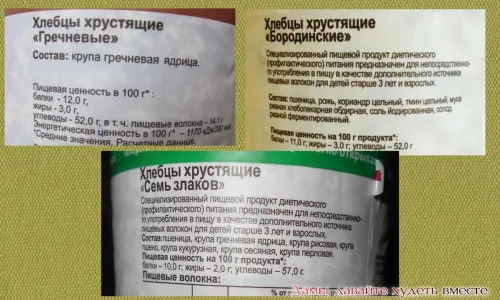 Хлебцы хрустящие
«Гречневые»
Состав: крупа гречневая ядрица.
Пищевая ценность в 100 г* :
белки - 12,0 г,
жиры - 3,0 г,
углеводы - 52,0 г, в т. ч. пищевые волокна – 14,1 г
Энергетическая ценность в 100 г* – 1170 кДж/280 ккал
*Средние значения. Расчетные данные.
Хлебцы хрустящие
«Бородинские»
Специализированный пищевой продукт диетического
(профилактического) питания предназначен для непосредственно-
го употребления в пищу в качестве дополнительного источника
пищевых волокон для детей старше 3 лет и взрослых.
Состав: пшеница, рожь, кориандр цельный, тмин цельный, мука
ржаная хлебопекарная обдирная, соль йодированная, солод
ржаной ферментированный.
Пищевая ценность на 100 г продукта*:
белки – 11,0 г; жиры – 3,0 г; углеводы – 52,0 г
Хлебцы хрустящие
«Семь злаков»
Специализированный пищевой продукт диетического
(профилактического) питания предназначен для непосредствен-
го употребления в пищу в качестве дополнительного источника
пищевых волокон для детей старше 3 лет и взрослых.
Состав: пшеница, крупа гречневая ядрица, крупа рисовая, крупа
пшено, крупа кукурузная, крупа овсяная, крупа перловая.
Пищевая ценность на 100 г продукта*:
белки – 10,0 г; жиры – 2,0 г; углеводы – 57,0 г.
Пищевые волокна:
Дамы, давайте худеть вместе